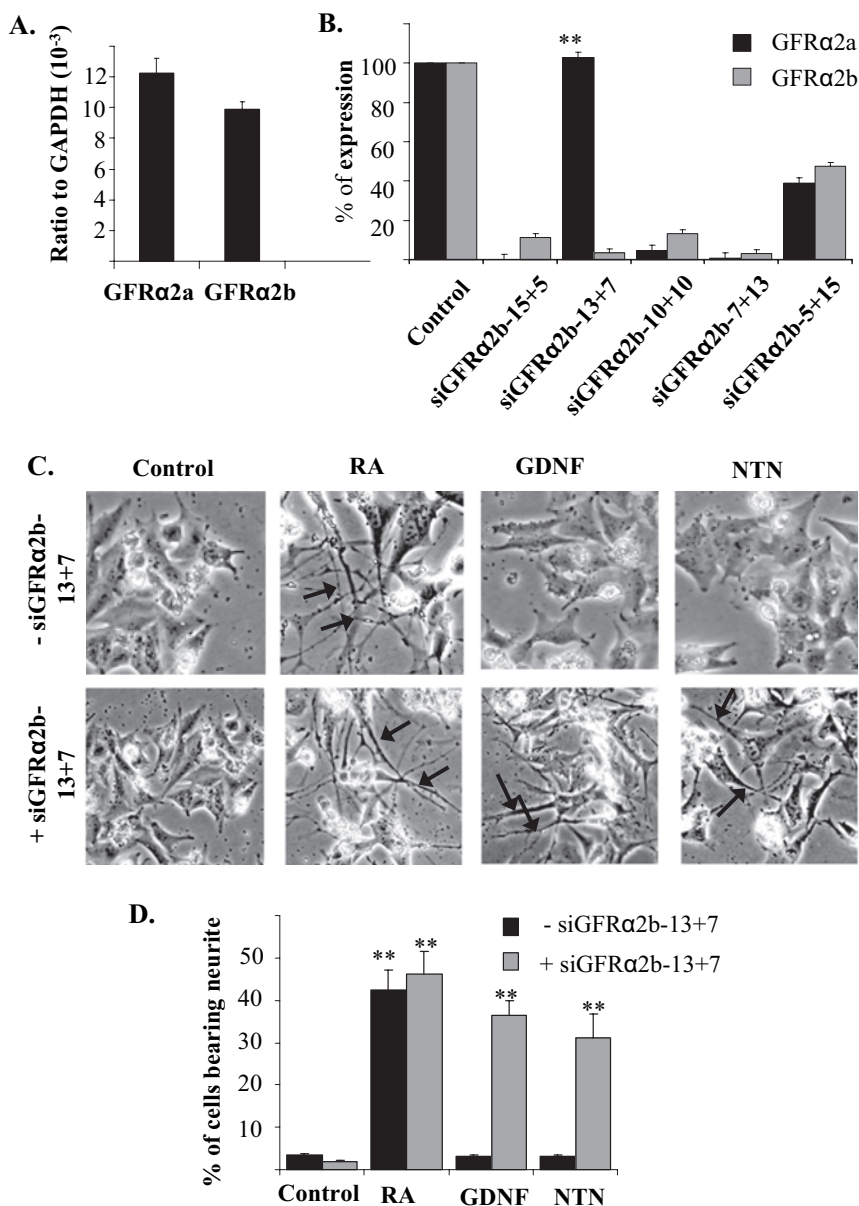 A.
Ratio to GAPDH (10-3)
12
10
8
6
4
2
GFRα2a GFRα2b
B.
% of expression
100
80
60
40
20
**
GFRα2a
GFRα2b
Control
siGFRα2b-15+5
siGFRα2b-13+7
siGFRα2b-10+10
siGFRα2b-7+13
siGFRα2b-5+15
C.
Control RA GDNF NTN
- siGFRα2b-
13+7
+ siGFRα2b-
13+7
D.
% of cells bearing neurite
50
40
30
20
10
** ** ** **
- siGFRα2b-13+7
+ siGFRα2b-13+7
Control RA GDNF NTN